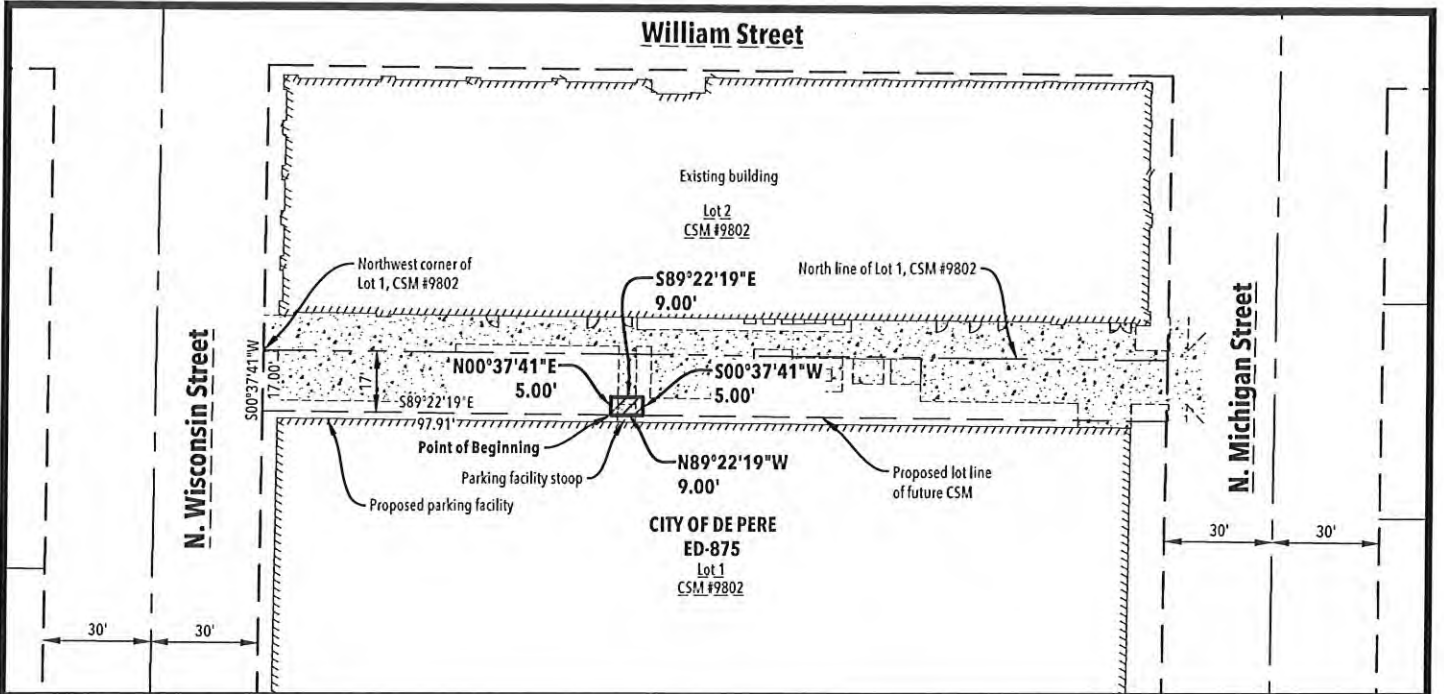 William Street
Existing building
Lot 2
CSM #9802
Northwest corner of
Lot 1, CSM #9802
S89°22'19"E
9.00'
North line of Lot 1, CSM #9802
N. Wisconsin Street
S00°37'41"W
17.00'
17'
N00°37'41"E
5.00'
S00°37'41"W
5.00'
S89°22'19"E
97.91'
Point of Beginning
Parking facility stoop
N89°22'19"W
9.00'
Proposed parking facility
Proposed lot line
of future CSM
N. Michigan Street
CITY OF DE PERE
ED-875
Lot 1
CSM #9802
30'
30'
30'
30'